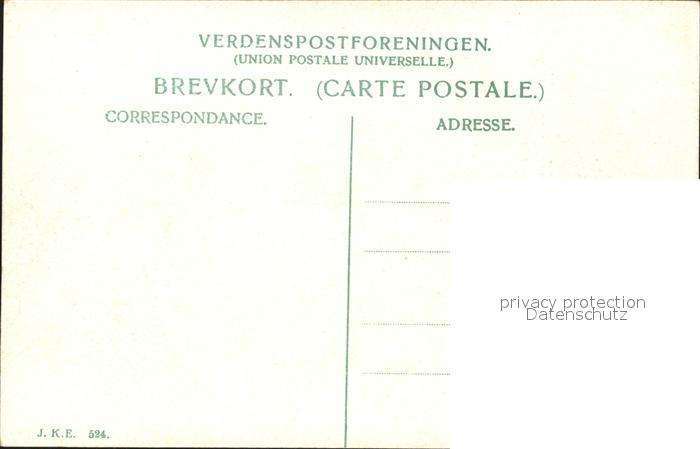 VERDENSPOSTFORENINGEN.
(UNION POSTALE UNIVERSELLE.)
BREVKORT. (CARTE POSTALE.)
CORRESPONDANCE.
ADRESSE.
privacy protection
Datenschutz
J. K. E. 524.